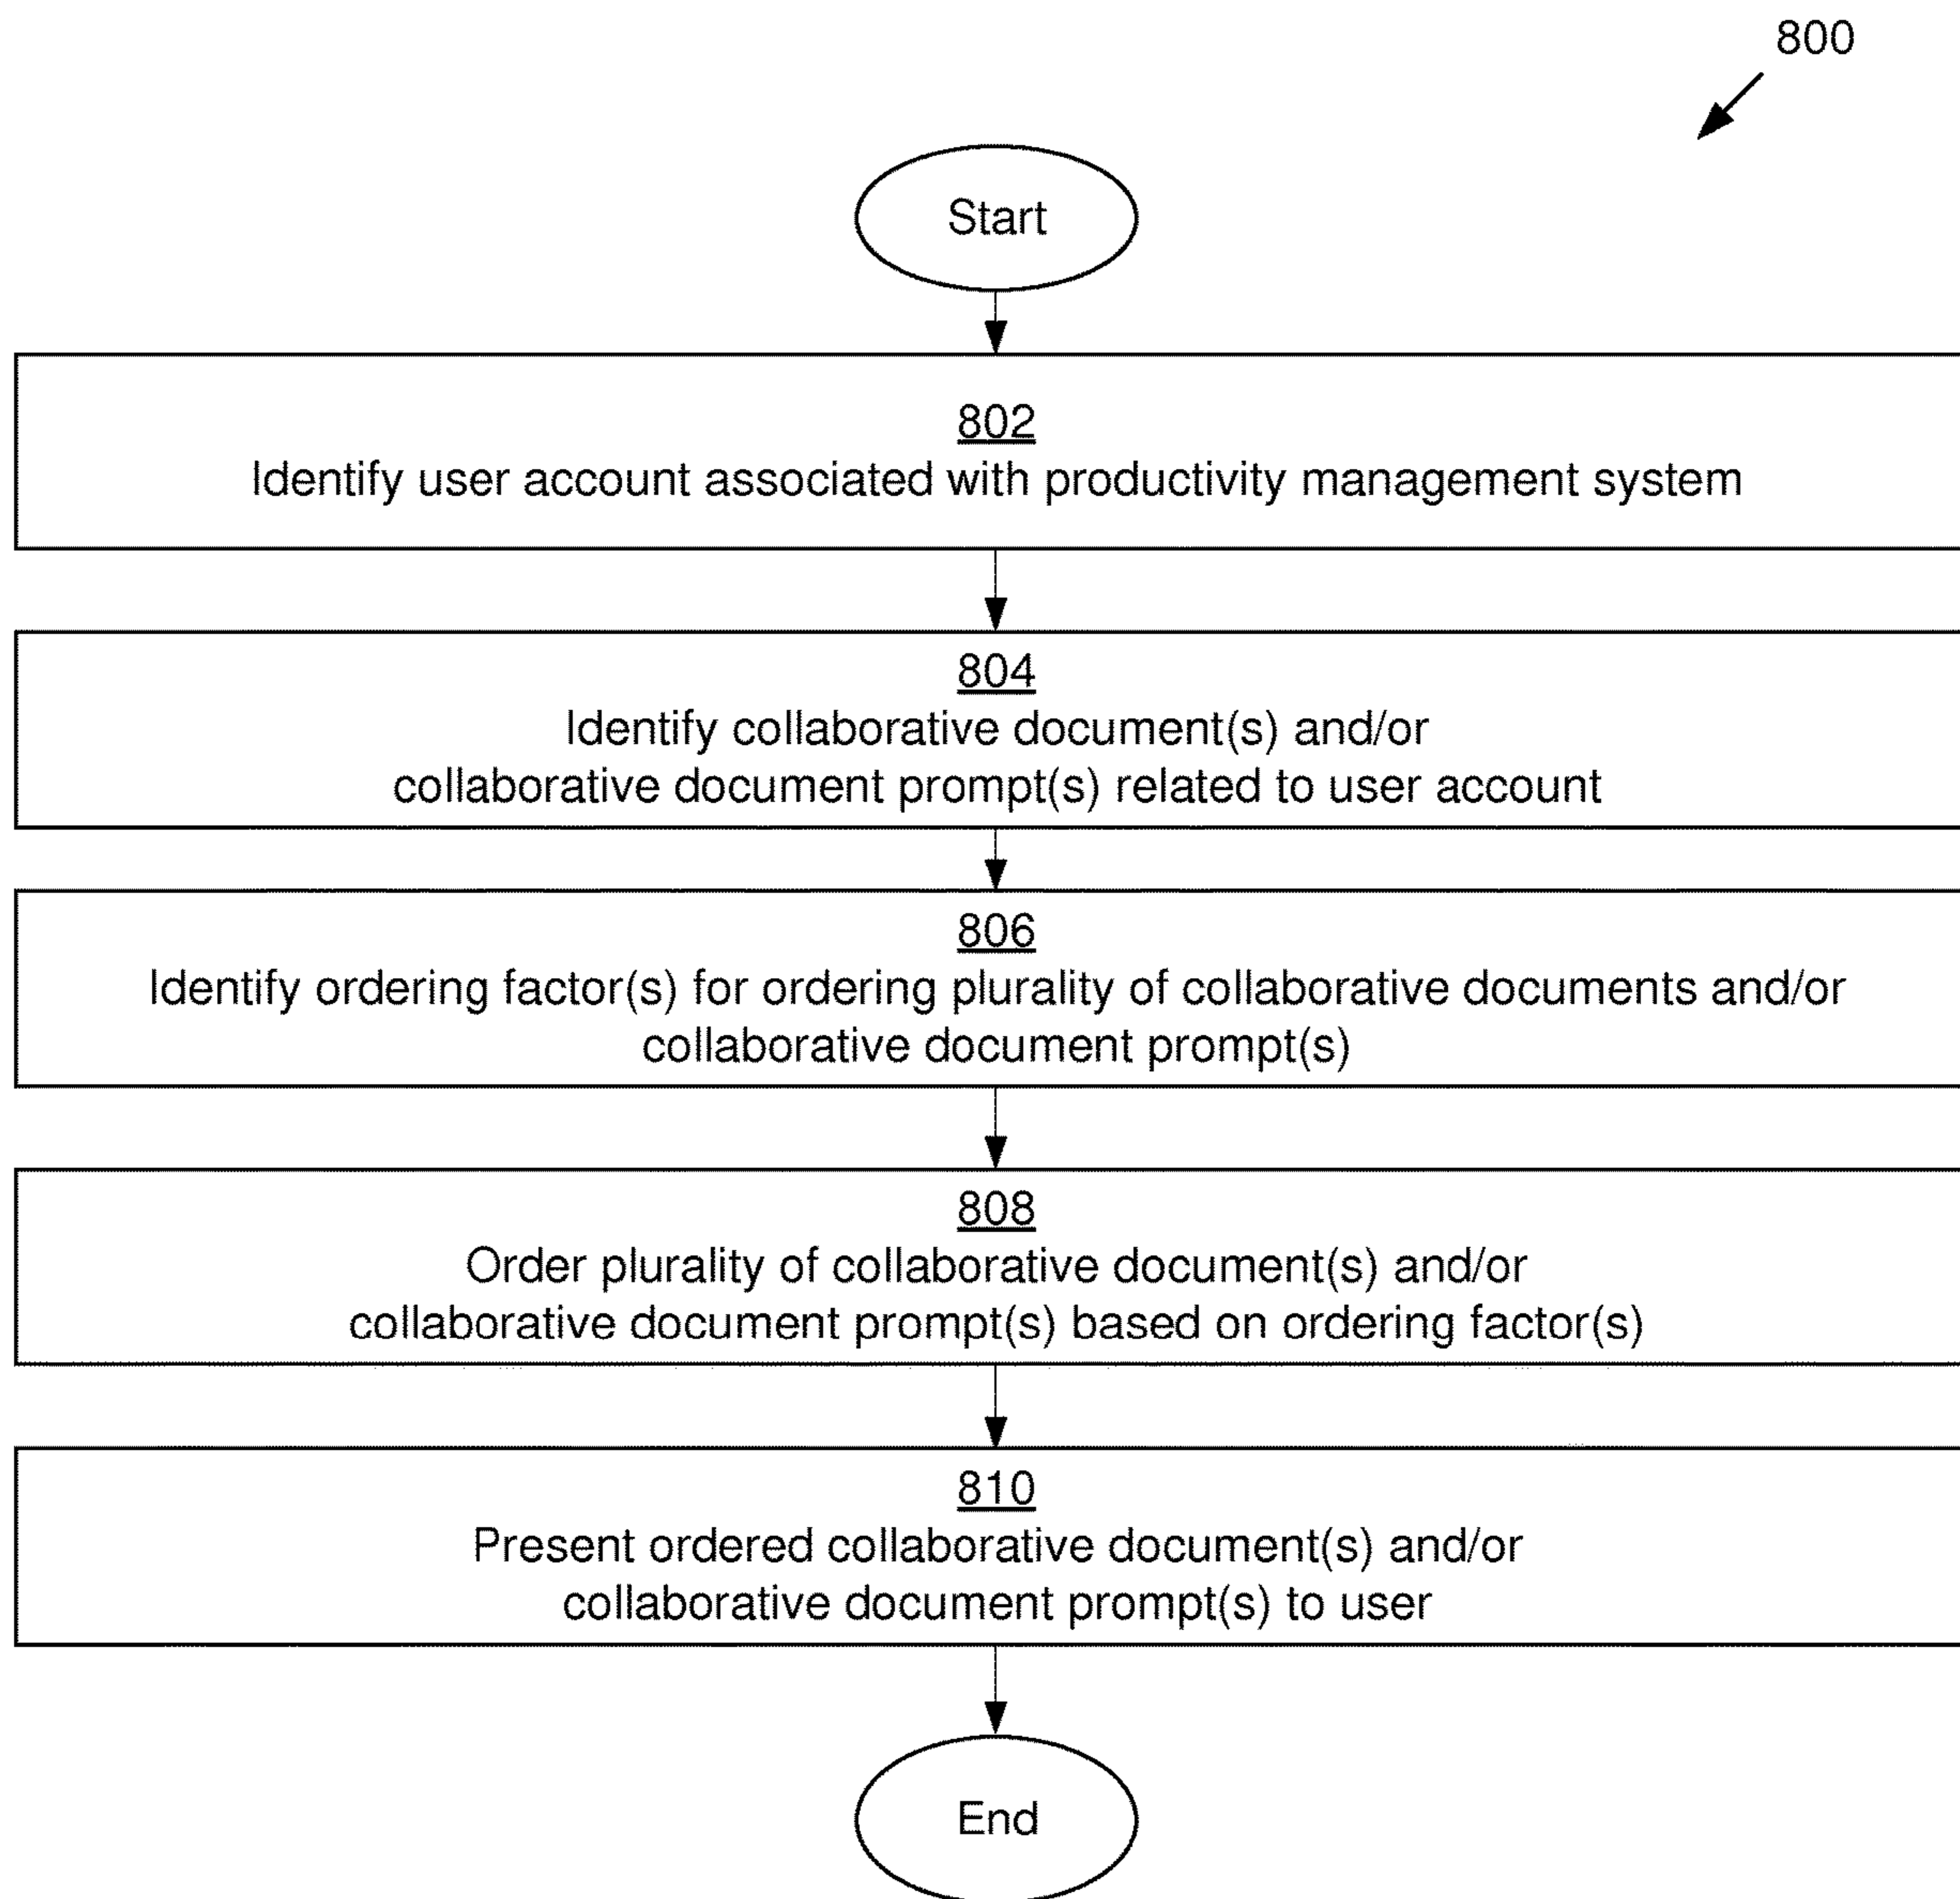 800
Start
802
Identify user account associated with productivity management system
804
Identify collaborative document(s) and/or
collaborative document prompt(s) related to user account
806
Identify ordering factor(s) for ordering plurality of collaborative documents and/or
collaborative document prompt(s)
808
Order plurality of collaborative document(s) and/or
collaborative document prompt(s) based on ordering factor(s)
810
Present ordered collaborative document(s) and/or
collaborative document prompt(s) to user
End